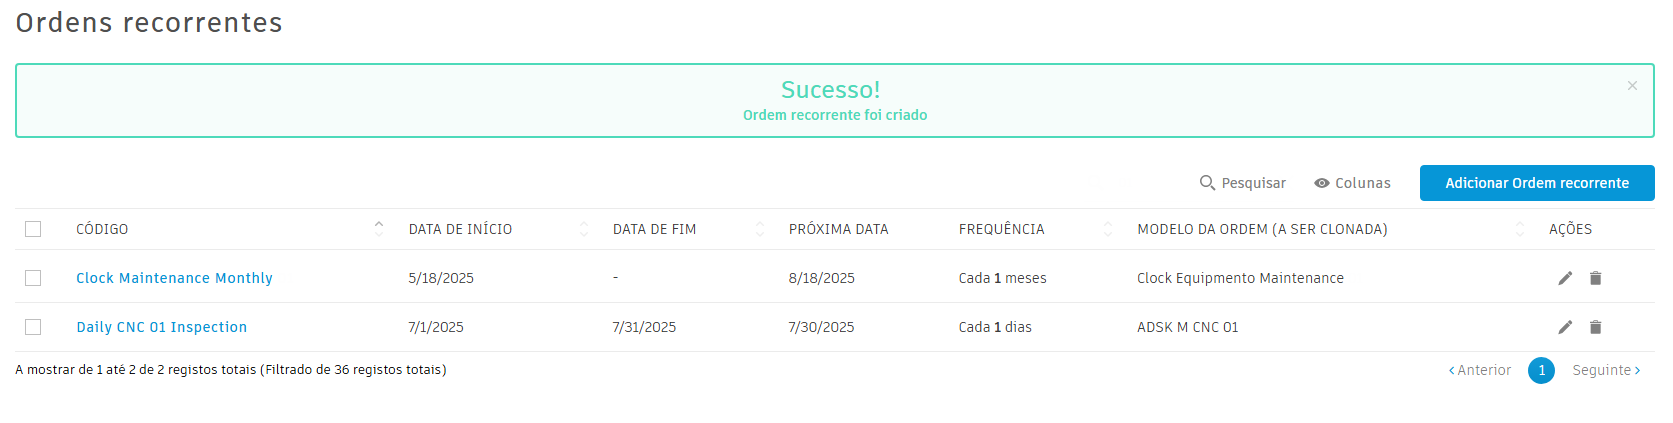 Ordens recorrentes
Sucesso!
×
Ordem recorrente foi criado
Pesquisar Colunas Adicionar Ordem recorrente
CÓDIGO DATA DE INÍCIO DATA DE FIM PRÓXIMA DATA FREQUÊNCIA MODELO DA ORDEM (A SER CLONADA) AÇÕES
Clock Maintenance Monthly 5/18/2025 - 8/18/2025 Cada 1 meses Clock Equipmento Maintenance
Daily CNC 01 Inspection 7/1/2025 7/31/2025 7/30/2025 Cada 1 dias ADSK M CNC 01
A mostrar de 1 até 2 de 2 registos totais (Filtrado de 36 registos totais) ‹ Anterior 1 Seguinte ›